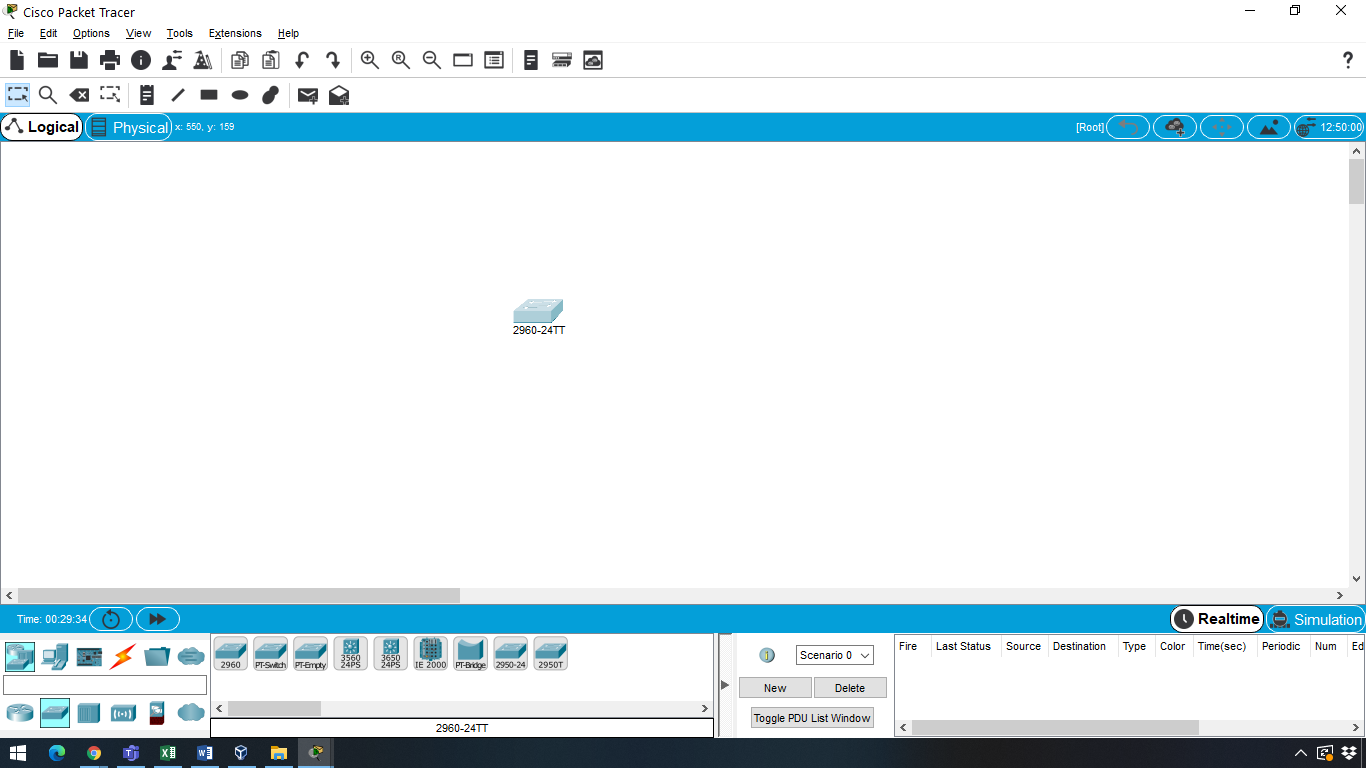 Cisco Packet Tracer
File Edit Options View Tools Extensions Help
Logical Physical x: 550, y: 159 [Root] 12:50:00
2960-24TT
Time: 00:29:34 Realtime Simulation
2960 PT-Switch PT-Empty 3560 24PS 3650 24PS IE 2000 PT-Bridge 2950-24 2950T
2960-24TT
Scenario 0
New Delete
Toggle PDU List Window
Fire Last Status Source Destination Type Color Time(sec) Periodic Num Ed